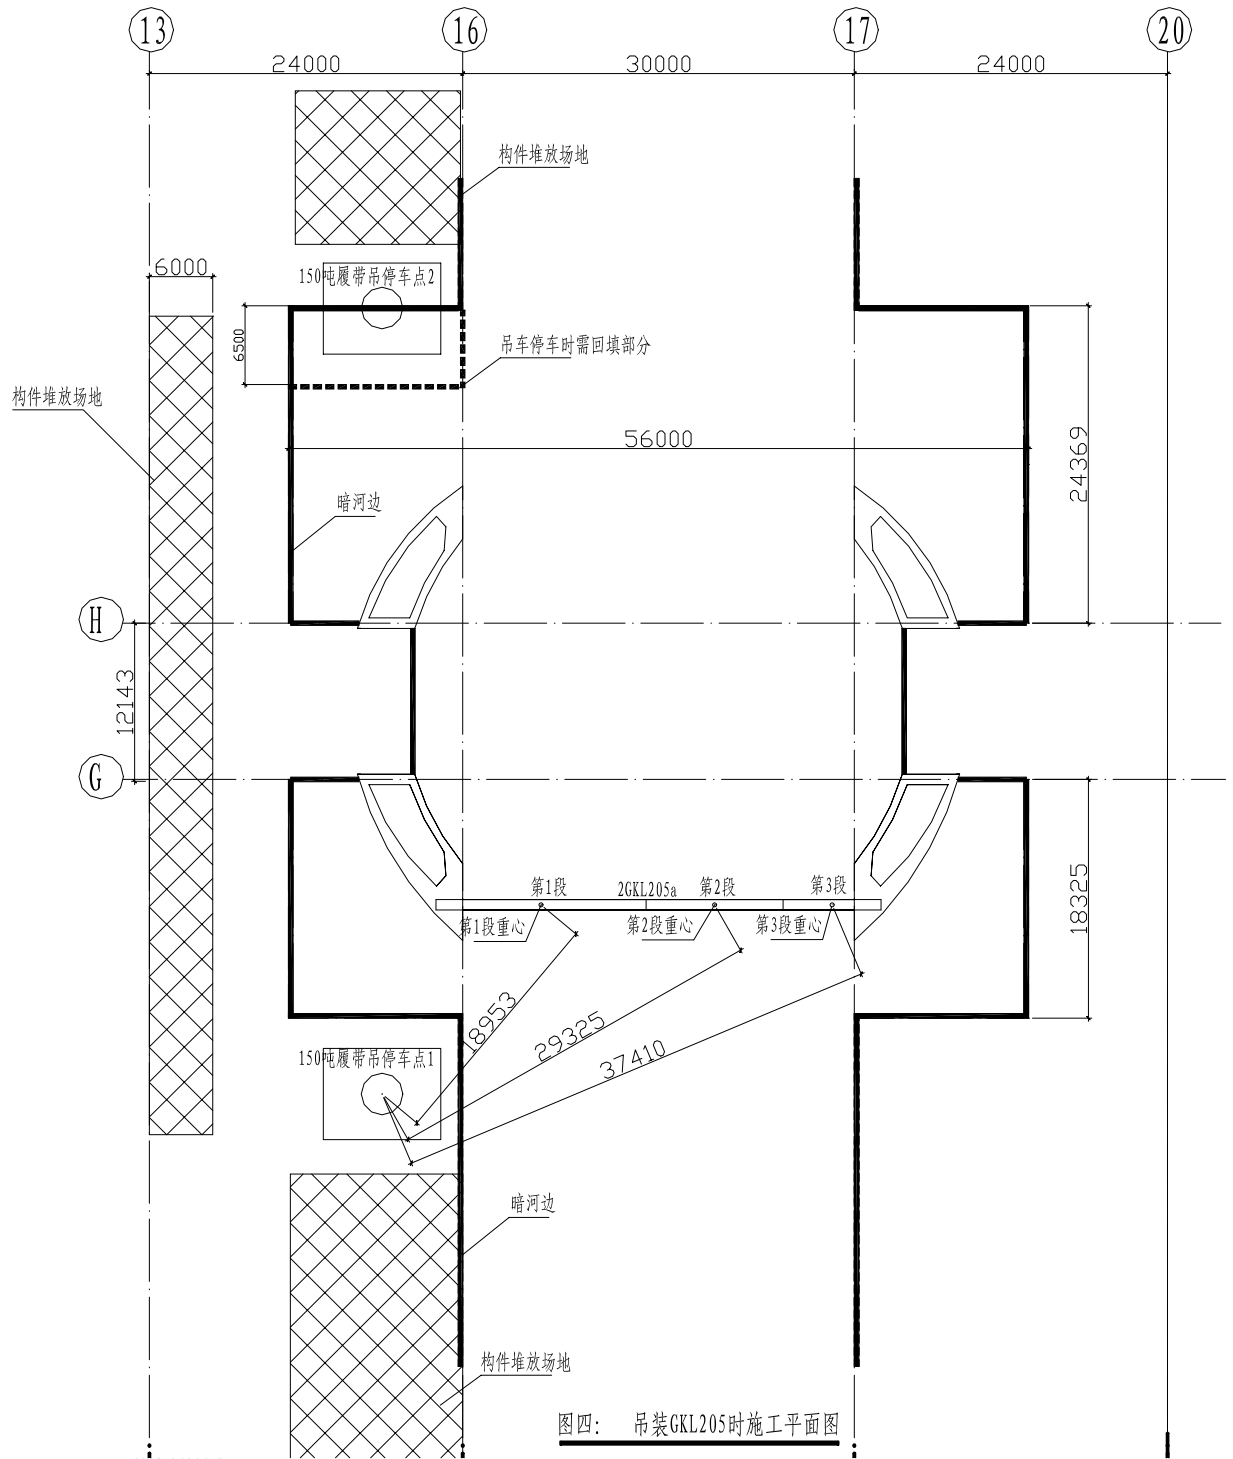 13
16
17
20
24000
30000
24000
构件堆放场地
6000
150吨履带吊停车点2
6500
吊车停车时需回填部分
构件堆放场地
56000
24369
暗河边
H
12143
G
第1段
2GKL205a
第2段
第3段
第1段重心
第2段重心
第3段重心
18325
18953
29325
37410
150吨履带吊停车点1
暗河边
构件堆放场地
图四: 吊装GKL205时施工平面图